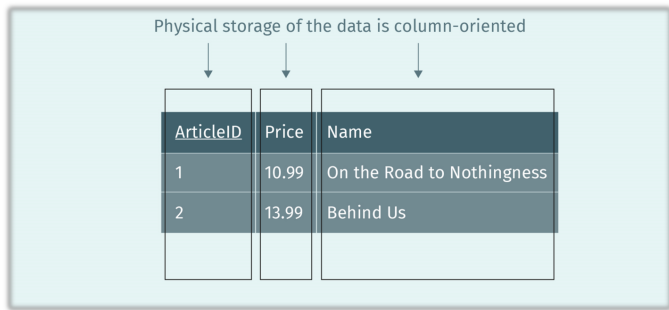 Physical storage of the data is column-oriented
ArticleID Price Name
1 10.99 On the Road to Nothingness
2 13.99 Behind Us